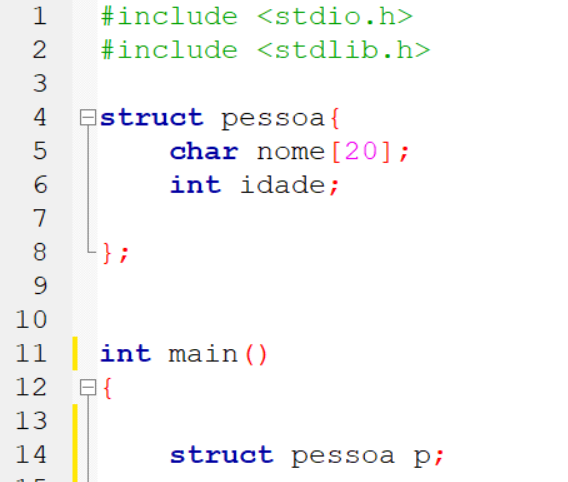 1 #include <stdio.h>
2 #include <stdlib.h>
3
4 struct pessoa{
5 char nome[20];
6 int idade;
7
8 };
9
10
11 int main()
12 {
13
14 struct pessoa p;